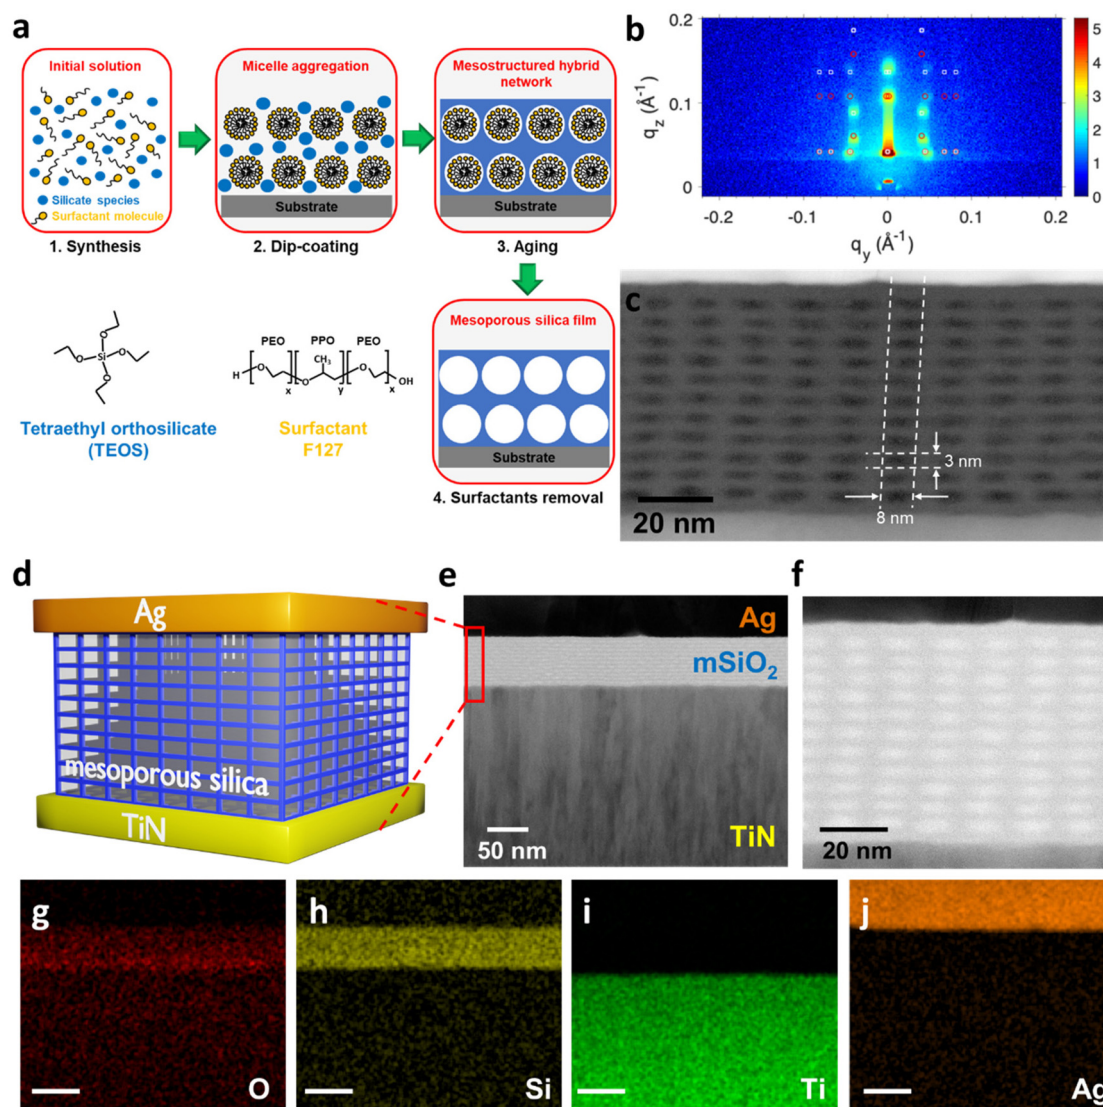 a
Initial solution
Silicate species
Surfactant molecule
1. Synthesis
Micelle aggregation
Substrate
2. Dip-coating
Mesostructured hybrid
network
Substrate
3. Aging
Tetraethyl orthosilicate
(TEOS)
O
O
Si
O
O
PEO
PPO
PEO
CH3
H
O
x
O
y
O
x
OH
Surfactant
F127
Mesoporous silica film
Substrate
4. Surfactants removal
b
qz (Å-1)
0.2
0.1
0
-0.2
-0.1
0
0.1
0.2
qy (Å-1)
5
4
3
2
1
0
c
3 nm
8 nm
20 nm
d
Ag
mesoporous silica
TiN
e
Ag
mSiO2
TiN
50 nm
f
20 nm
g
O
h
Si
i
Ti
j
Ag